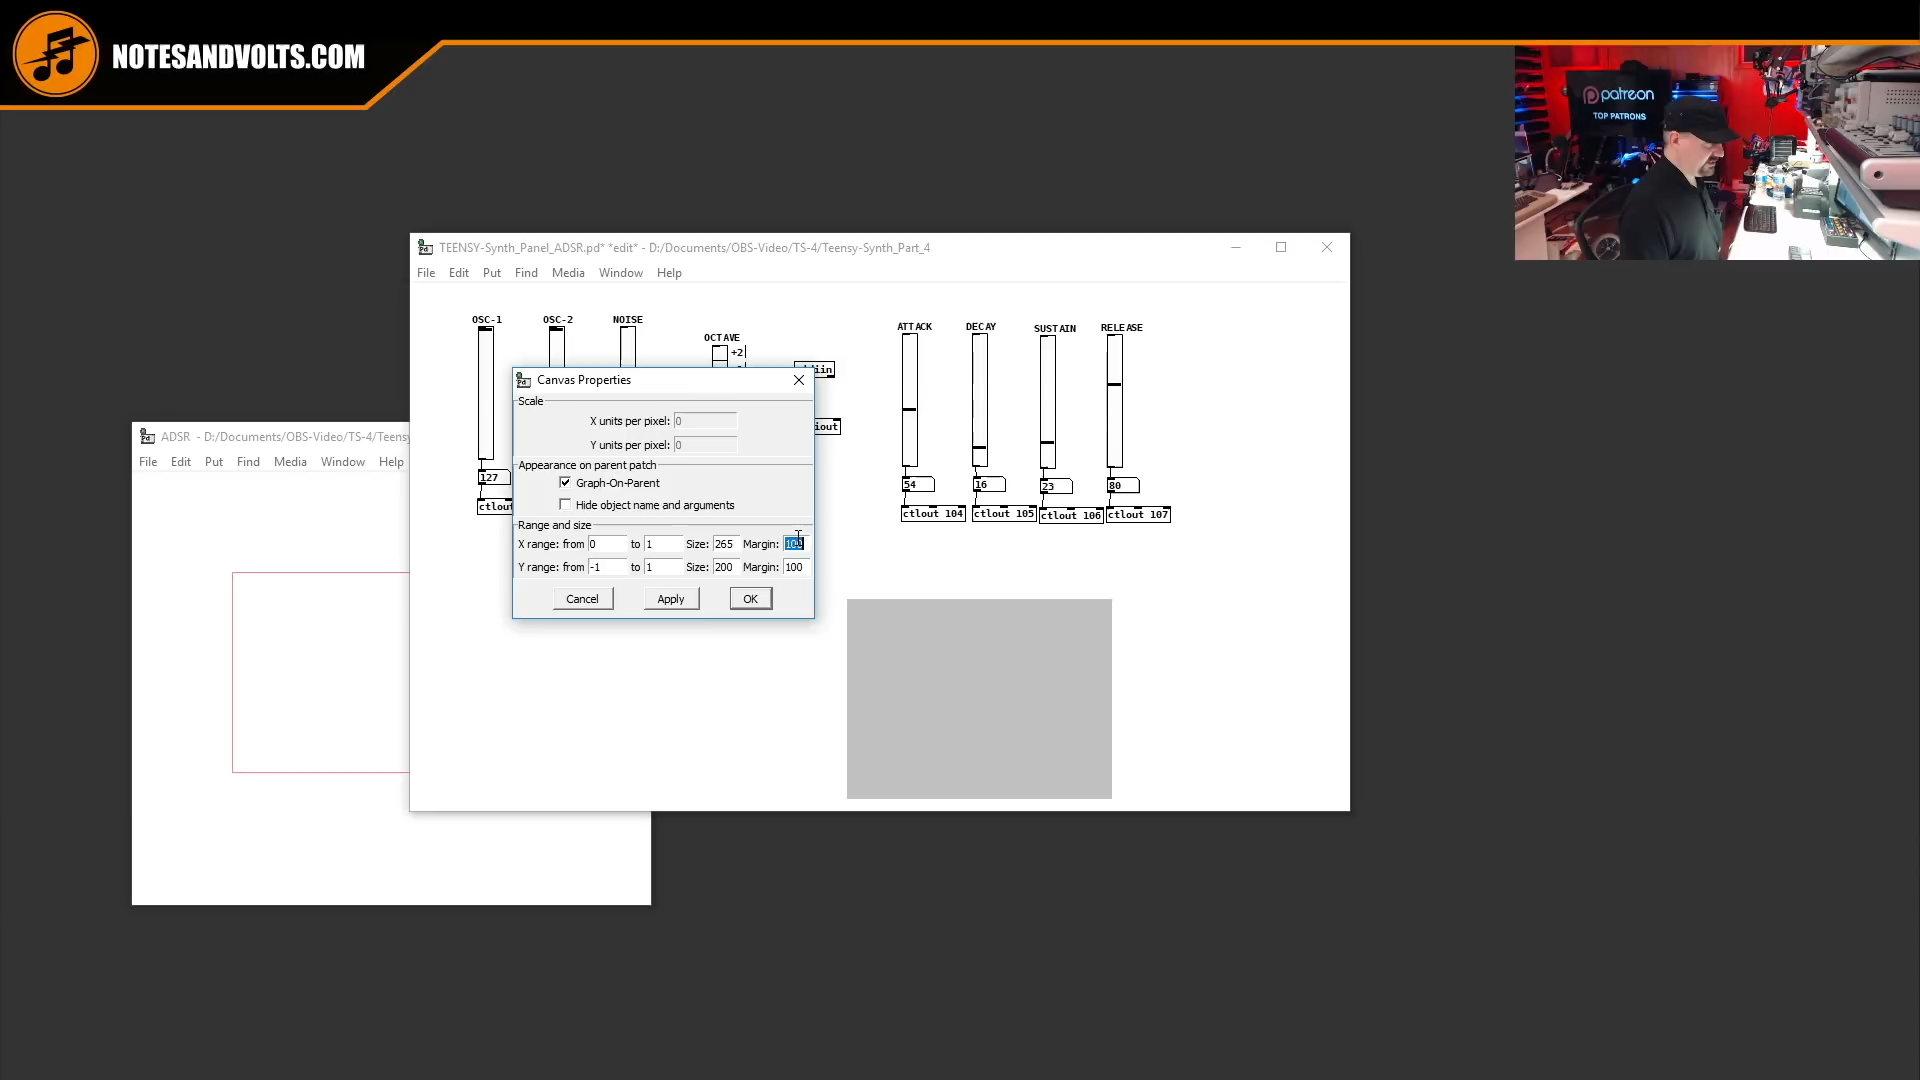 NOTESANDVOLTS.COM
patreon
TOP PATRONS
TEENSY-Synth_Panel_ADSR.pd* *edit* - D:/Documents/OBS-Video/TS-4/Teensy-Synth_Part_4
File Edit Put Find Media Window Help
OSC-1 OSC-2 NOISE
OCTAVE
+2
ATTACK DECAY SUSTAIN RELEASE
Canvas Properties
Scale
X units per pixel: 0
Y units per pixel: 0
Appearance on parent patch
Graph-On-Parent
Hide object name and arguments
Range and size
X range: from 0 to 1 Size: 265 Margin: 100
Y range: from -1 to 1 Size: 200 Margin: 100
Cancel Apply OK
ADSR - D:/Documents/OBS-Video/TS-4/Teensy
File Edit Put Find Media Window Help
127
ctlout
54 16 23 80
ctlout 104 ctlout 105 ctlout 106 ctlout 107